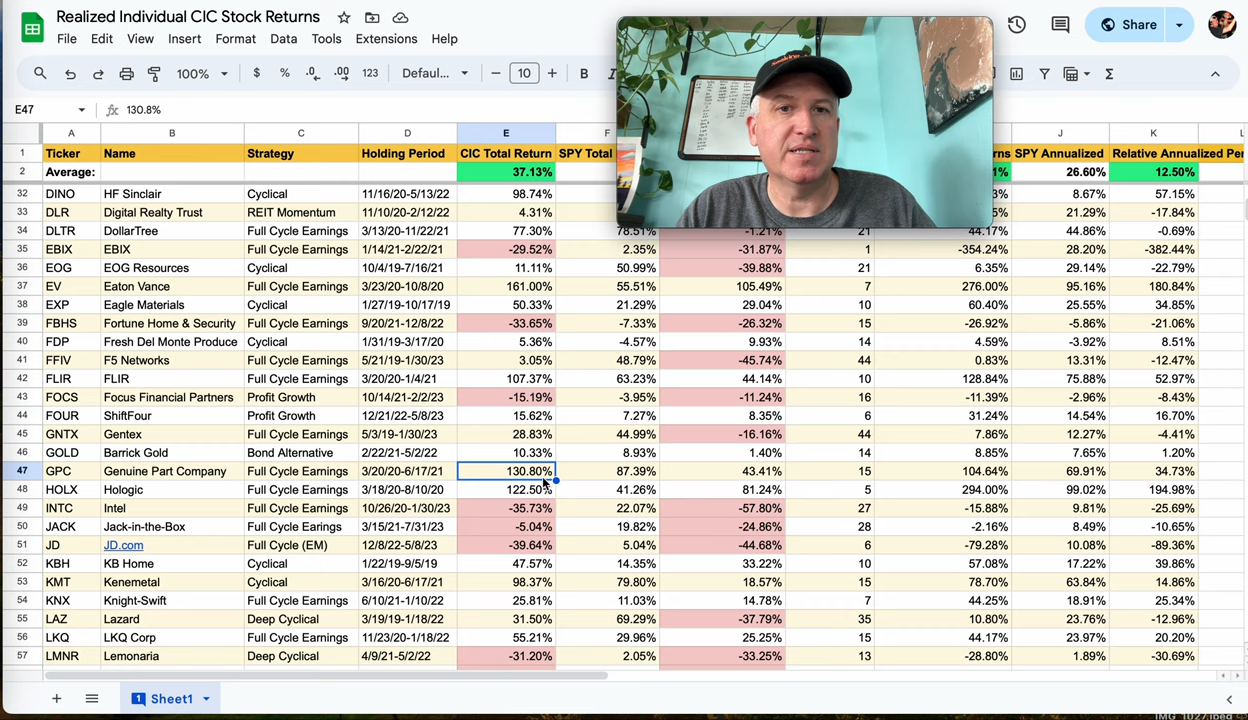 Realized Individual CIC Stock Returns
File Edit View Insert Format Data Tools Extensions Help
Share
100% $ % .0 .00 123 Defaul... 10 B I Σ
E47 fx 130.8%
A B C D E F J K L
1 Ticker Name Strategy Holding Period CIC Total Return SPY Total SPY Annualized Relative Annualized Per
2 Average: 37.13% 26.60% 12.50%
32 DINO HF Sinclair Cyclical 11/16/20-5/13/22 98.74% 8.67% 57.15%
33 DLR Digital Realty Trust REIT Momentum 11/10/20-2/12/22 4.31% 21.29% -17.84%
34 DLTR DollarTree Full Cycle Earnings 3/13/20-11/22/21 77.30% 78.51% -1.21% 21 44.17% 44.86% -0.69%
35 EBIX EBIX Full Cycle Earnings 1/14/21-2/22/21 -29.52% 2.35% -31.87% 1 -354.24% 28.20% -382.44%
36 EOG EOG Resources Cyclical 10/4/19-7/16/21 11.11% 50.99% -39.88% 21 6.35% 29.14% -22.79%
37 EV Eaton Vance Full Cycle Earnings 3/23/20-10/8/20 161.00% 55.51% 105.49% 7 276.00% 95.16% 180.84%
38 EXP Eagle Materials Cyclical 1/27/19-10/17/19 50.33% 21.29% 29.04% 10 60.40% 25.55% 34.85%
39 FBHS Fortune Home & Security Full Cycle Earnings 9/20/21-12/8/22 -33.65% -7.33% -26.32% 15 -26.92% -5.86% -21.06%
40 FDP Fresh Del Monte Produce Cyclical 1/31/19-3/17/20 5.36% -4.57% 9.93% 14 4.59% -3.92% 8.51%
41 FFIV F5 Networks Full Cycle Earnings 5/21/19-1/30/23 3.05% 48.79% -45.74% 44 0.83% 13.31% -12.47%
42 FLIR FLIR Full Cycle Earnings 3/20/20-1/4/21 107.37% 63.23% 44.14% 10 128.84% 75.88% 52.97%
43 FOCS Focus Financial Partners Profit Growth 10/14/21-2/2/23 -15.19% -3.95% -11.24% 16 -11.39% -2.96% -8.43%
44 FOUR ShiftFour Profit Growth 12/21/22-5/8/23 15.62% 7.27% 8.35% 6 31.24% 14.54% 16.70%
45 GNTX Gentex Full Cycle Earnings 5/3/19-1/30/23 28.83% 44.99% -16.16% 44 7.86% 12.27% -4.41%
46 GOLD Barrick Gold Bond Alternative 2/22/21-5/2/22 10.33% 8.93% 1.40% 14 8.85% 7.65% 1.20%
47 GPC Genuine Part Company Full Cycle Earnings 3/20/20-6/17/21 130.80% 87.39% 43.41% 15 104.64% 69.91% 34.73%
48 HOLX Hologic Full Cycle Earnings 3/18/20-8/10/20 122.50% 41.26% 81.24% 5 294.00% 99.02% 194.98%
49 INTC Intel Full Cycle Earnings 10/26/20-1/30/23 -35.73% 22.07% -57.80% 27 -15.88% 9.81% -25.69%
50 JACK Jack-in-the-Box Full Cycle Earings 3/15/21-7/31/23 -5.04% 19.82% -24.86% 28 -2.16% 8.49% -10.65%
51 JD JD.com Full Cycle (EM) 12/8/22-5/8/23 -39.64% 5.04% -44.68% 6 -79.28% 10.08% -89.36%
52 KBH KB Home Cyclical 1/22/19-9/5/19 47.57% 14.35% 33.22% 10 57.08% 17.22% 39.86%
53 KMT Kenemetal Cyclical 3/16/20-6/17/21 98.37% 79.80% 18.57% 15 78.70% 63.84% 14.86%
54 KNX Knight-Swift Full Cycle Earnings 6/10/21-1/10/22 25.81% 11.03% 14.78% 7 44.25% 18.91% 25.34%
55 LAZ Lazard Deep Cyclical 3/19/19-1/18/22 31.50% 69.29% -37.79% 35 10.80% 23.76% -12.96%
56 LKQ LKQ Corp Full Cycle Earnings 11/23/20-1/18/22 55.21% 29.96% 25.25% 15 44.17% 23.97% 20.20%
57 LMNR Lemonaria Deep Cyclical 4/9/21-5/2/22 -31.20% 2.05% -33.25% 13 -28.80% 1.89% -30.69%
1 Sheet1